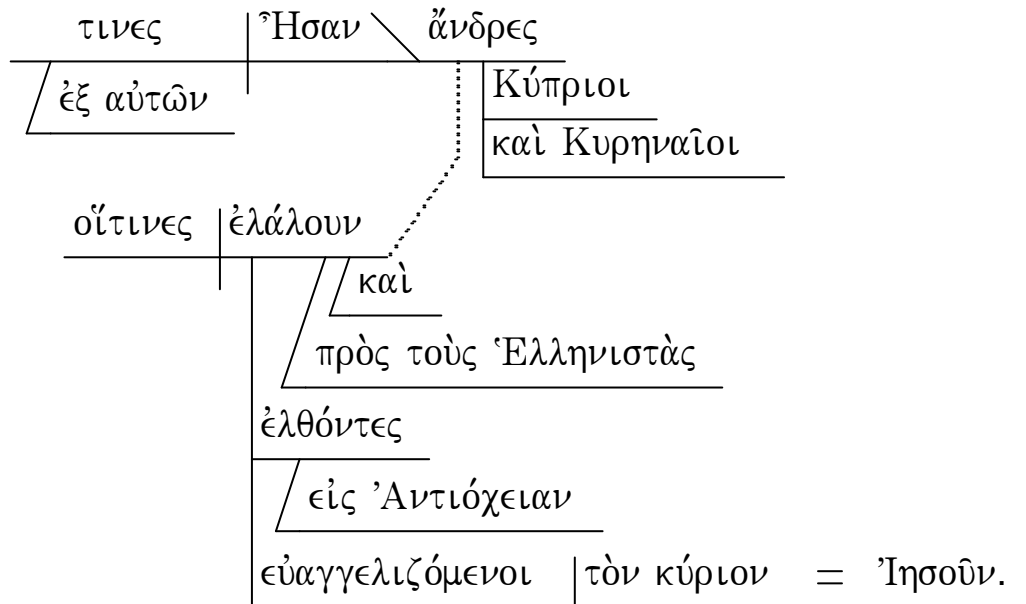 τινες Ἦσαν ἄνδρες
ἐξ αὐτῶν Κύπριοι
καὶ Κυρηναῖοι
οἵτινες ἐλάλουν
καὶ
πρὸς τοὺς Ἑλληνιστὰς
ἐλθόντες
εἰς Ἀντιόχειαν
εὐαγγελιζόμενοι τὸν κύριον = Ἰησοῦν.